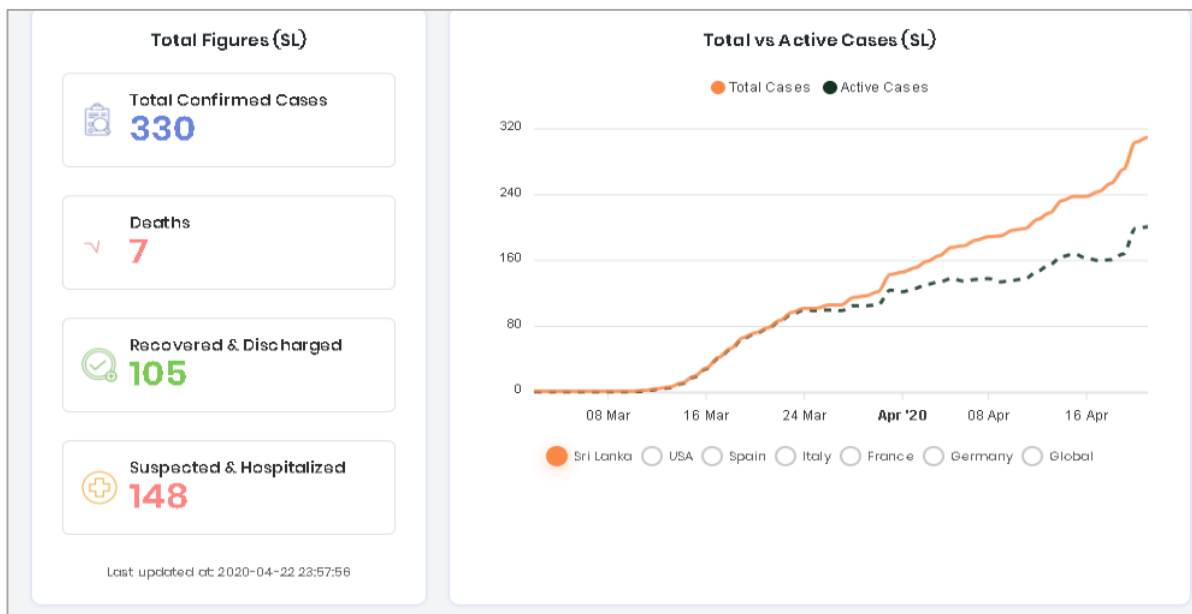 Total Figures (SL)
Total Confirmed Cases
330
Deaths
7
Recovered & Discharged
105
Suspected & Hospitalized
148
Last updated at: 2020-04-22 23:57:56
Total vs Active Cases (SL)
Total Cases Active Cases
320
240
160
80
0
08 Mar 16 Mar 24 Mar Apr '20 08 Apr 16 Apr
Sri Lanka USA Spain Italy France Germany Global